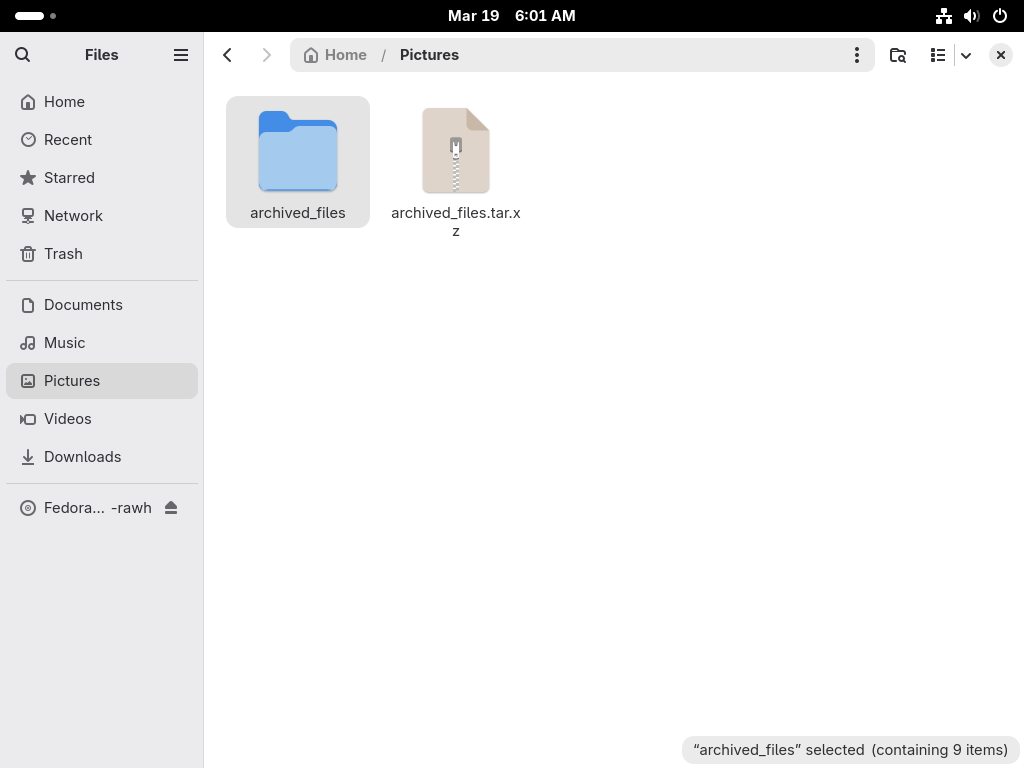 Mar 19 6:01 AM
Files
Home / Pictures
Home
Recent
Starred
Network
Trash
Documents
Music
Pictures
Videos
Downloads
Fedora... -rawh
archived_files
archived_files.tar.x
z
“archived_files” selected (containing 9 items)